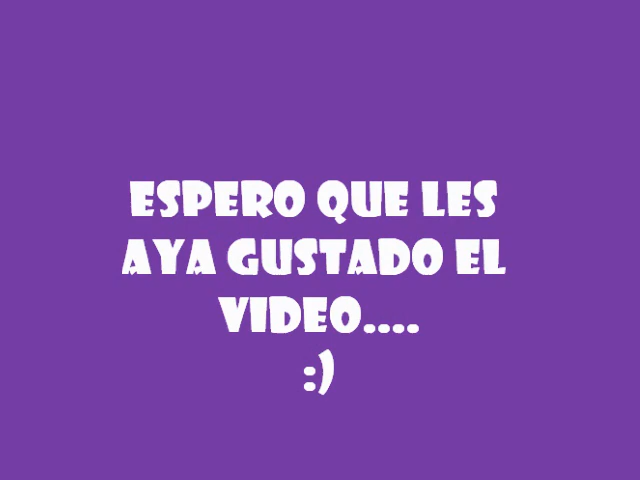 ESPERO QUE LES
AYA GUSTADO EL
VIDEO....
:)